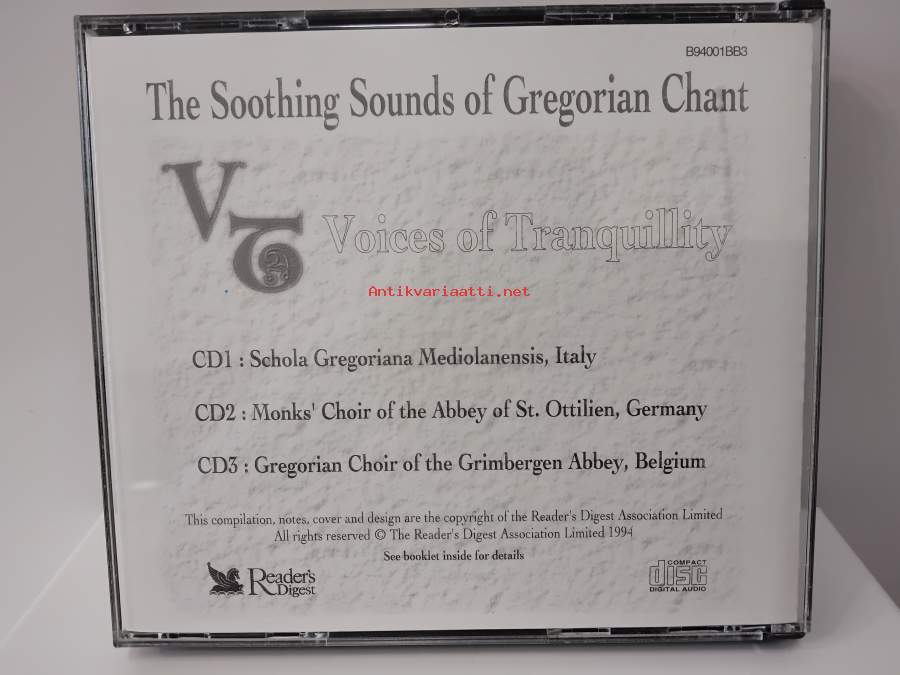 B94001BB3
The Soothing Sounds of Gregorian Chant
VT
Voices of Tranquillity
Antikvariaatti.net
CD1 : Schola Gregoriana Mediolanensis, Italy
CD2 : Monks' Choir of the Abbey of St. Ottilien, Germany
CD3 : Gregorian Choir of the Grimbergen Abbey, Belgium
This compilation, notes, cover and design are the copyright of the Reader's Digest Association Limited
All rights reserved © The Reader's Digest Association Limited 1994
See booklet inside for details
Reader's
Digest
COMPACT
disc
DIGITAL AUDIO